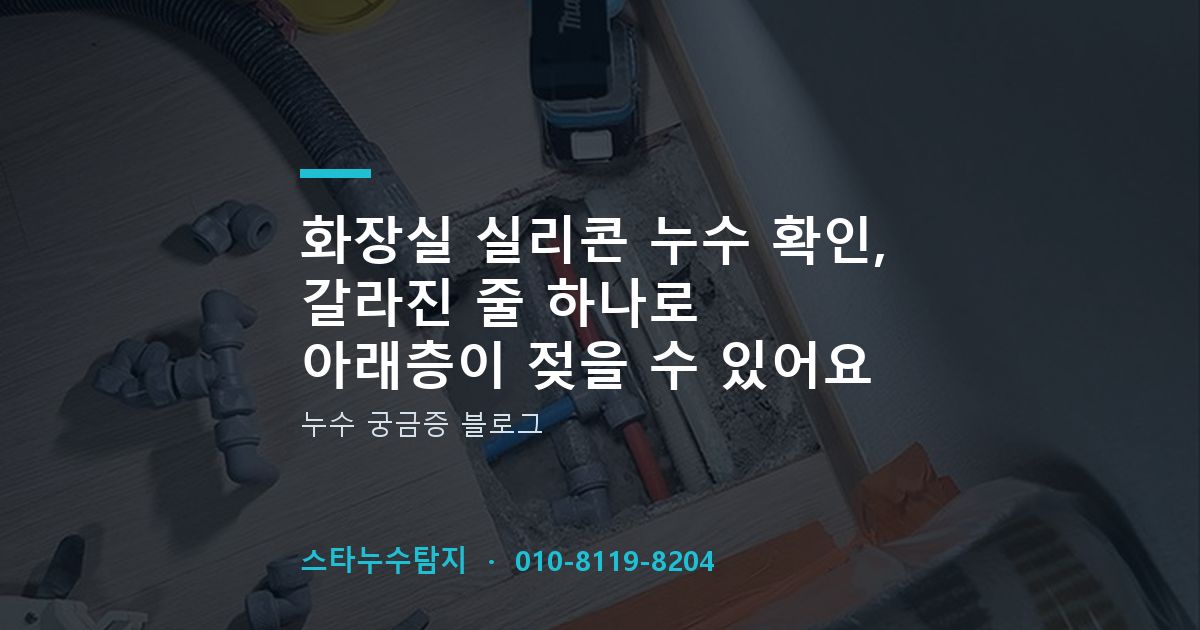 화장실 실리콘 누수 확인,
갈라진 줄 하나로
아래층이 젖을 수 있어요
누수 궁금증 블로그
스타누수탐지 · 010-8119-8204